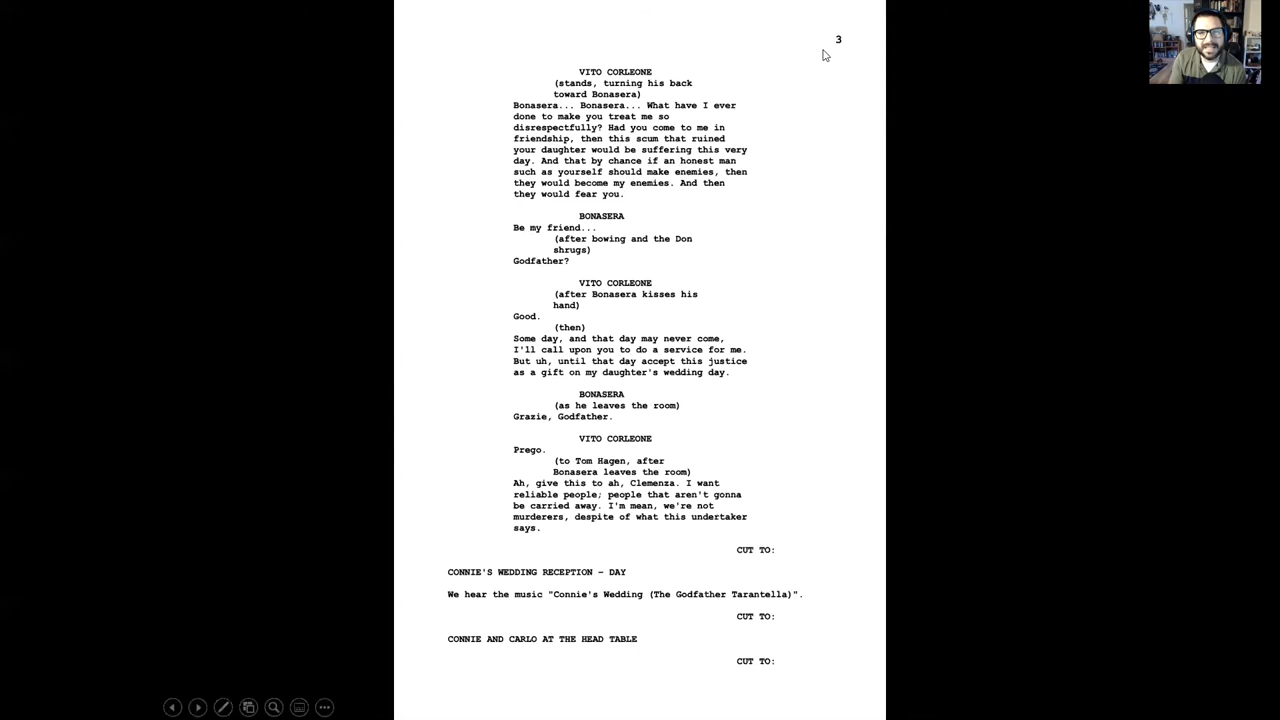 3
VITO CORLEONE
(stands, turning his back
toward Bonasera)
Bonasera... Bonasera... What have I ever
done to make you treat me so
disrespectfully? Had you come to me in
friendship, then this scum that ruined
your daughter would be suffering this very
day. And that by chance if an honest man
such as yourself should make enemies, then
they would become my enemies. And then
they would fear you.
BONASERA
Be my friend...
(after bowing and the Don
shrugs)
Godfather?
VITO CORLEONE
(after Bonasera kisses his
hand)
Good.
(then)
Some day, and that day may never come,
I'll call upon you to do a service for me.
But uh, until that day accept this justice
as a gift on my daughter's wedding day.
BONASERA
(as he leaves the room)
Grazie, Godfather.
VITO CORLEONE
Prego.
(to Tom Hagen, after
Bonasera leaves the room)
Ah, give this to ah, Clemenza. I want
reliable people; people that aren't gonna
be carried away. I'm mean, we're not
murderers, despite of what this undertaker
says.
CUT TO:
CONNIE'S WEDDING RECEPTION – DAY
We hear the music "Connie's Wedding (The Godfather Tarantella)".
CUT TO:
CONNIE AND CARLO AT THE HEAD TABLE
CUT TO: